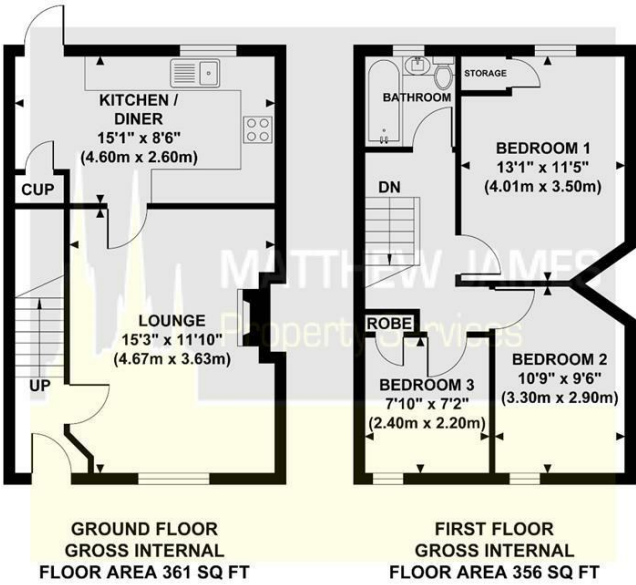 KITCHEN /
DINER
15'1" x 8'6"
(4.60m x 2.60m)
CUP
LOUNGE
15'3" x 11'10"
(4.67m x 3.63m)
UP
GROUND FLOOR
GROSS INTERNAL
FLOOR AREA 361 SQ FT
BATHROOM
STORAGE
BEDROOM 1
13'1" x 11'5"
(4.01m x 3.50m)
DN
ROBE
BEDROOM 3
7'10" x 7'2"
(2.40m x 2.20m)
BEDROOM 2
10'9" x 9'6"
(3.30m x 2.90m)
FIRST FLOOR
GROSS INTERNAL
FLOOR AREA 356 SQ FT
MATTHEW JAMES
Property Services